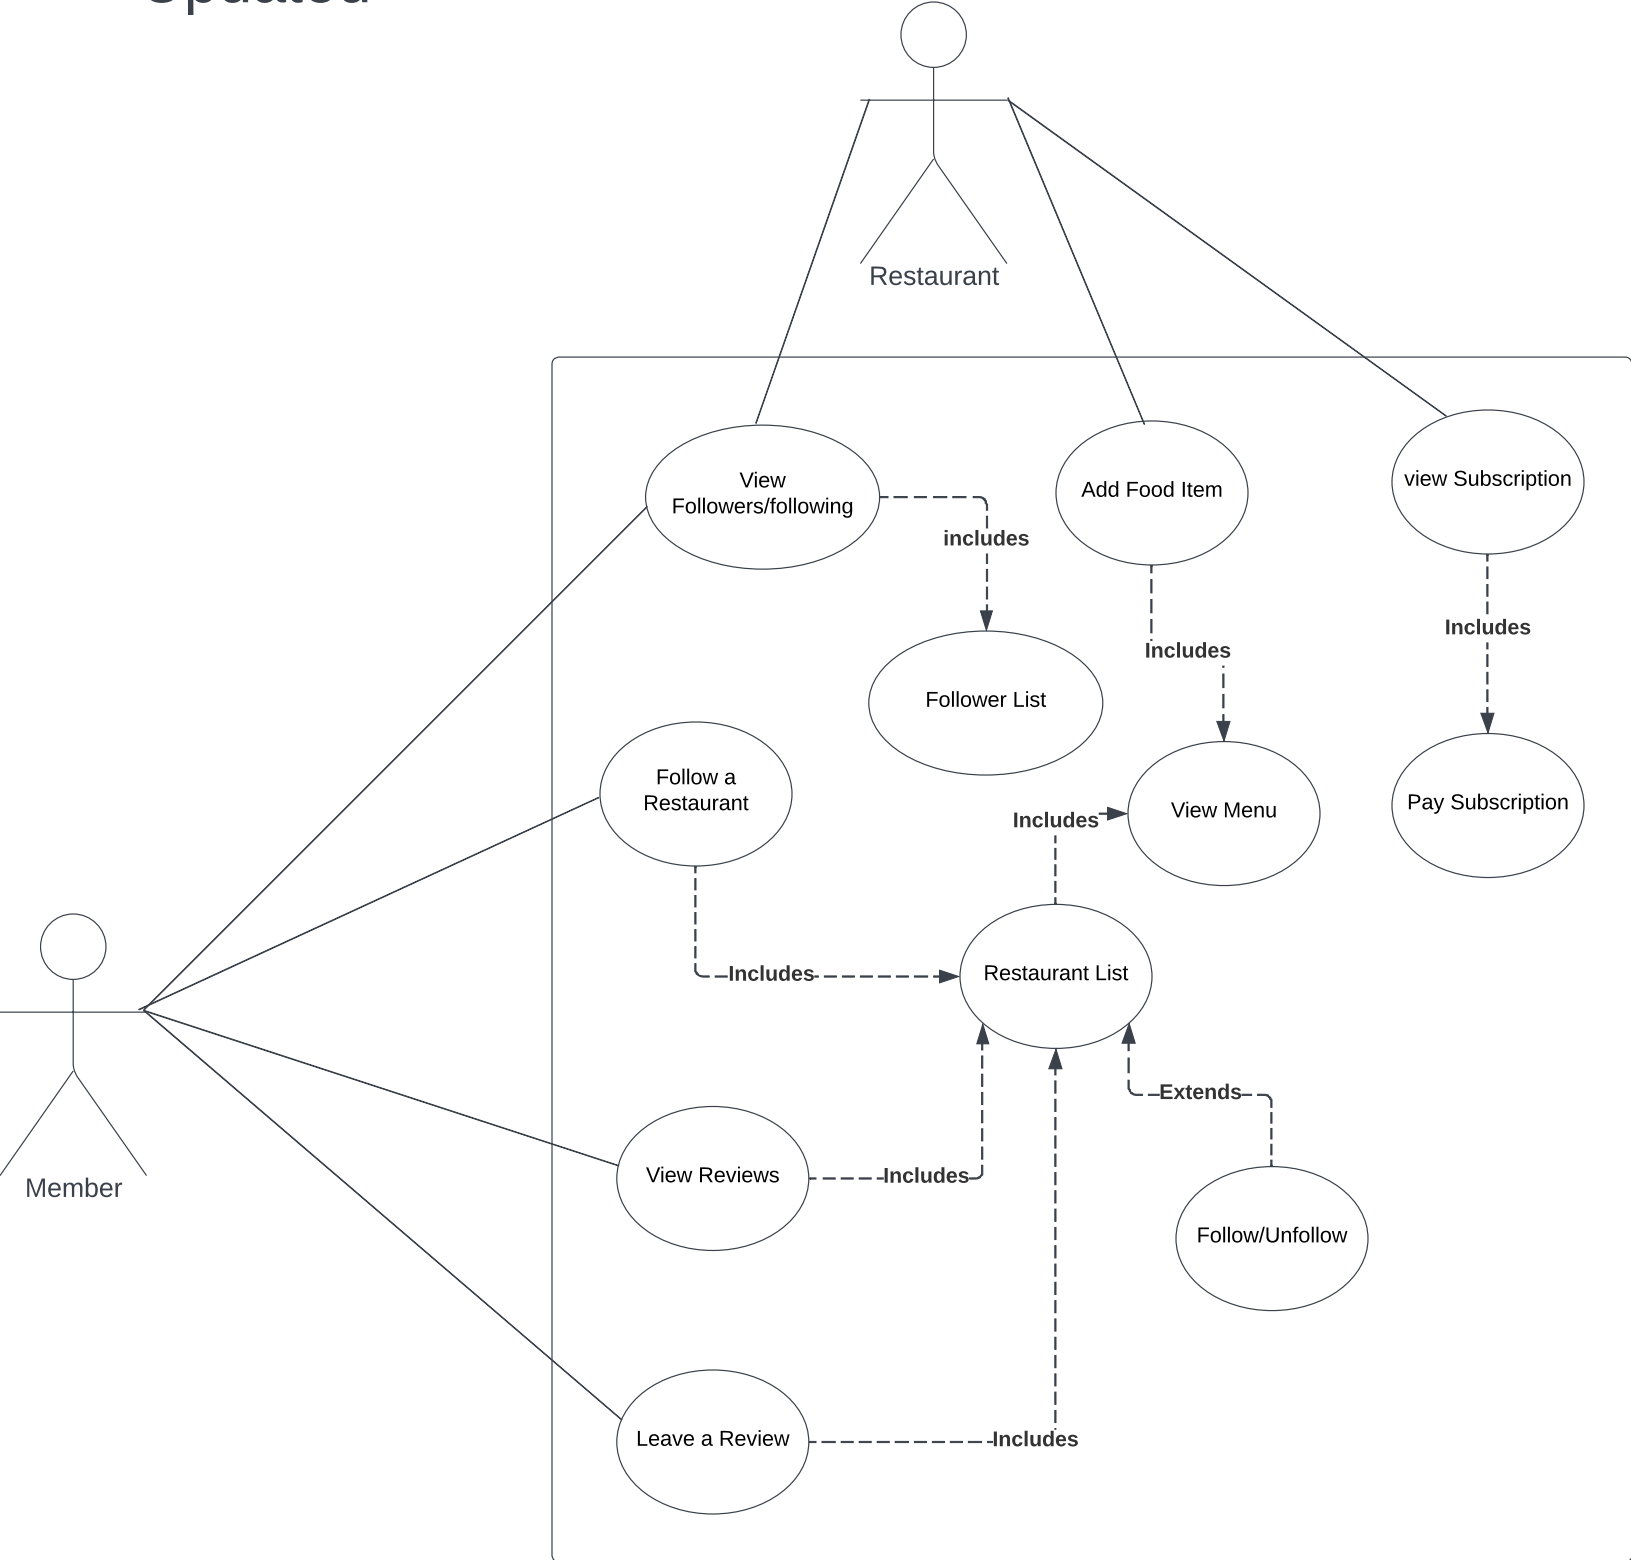 Updated
Restaurant
View
Followers/following
Add Food Item
view Subscription
includes
Includes
Includes
Follower List
Follow a
Restaurant
View Menu
Pay Subscription
Includes
Includes
Restaurant List
Extends
Member
View Reviews
Includes
Follow/Unfollow
Leave a Review
Includes